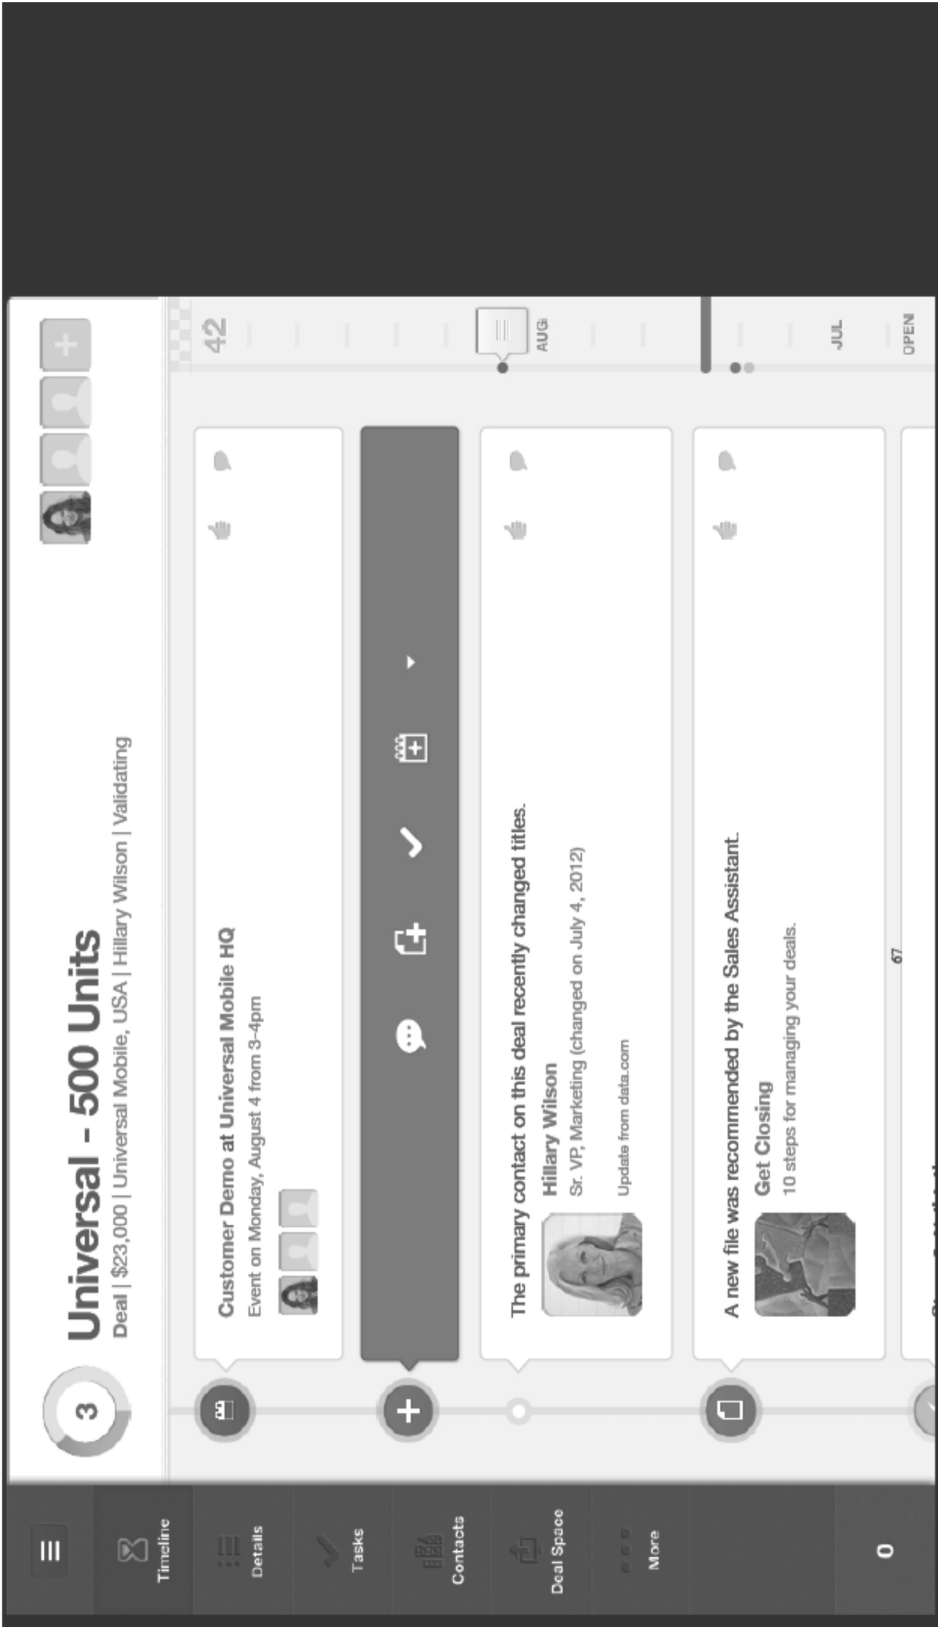 3
Universal – 500 Units
Deal | $23,000 | Universal Mobile, USA | Hillary Wilson | Validating
Timeline
Details
Tasks
Contacts
Deal Space
More
0
Customer Demo at Universal Mobile HQ
Event on Monday, August 4 from 3–4pm
The primary contact on this deal recently changed titles.
Hillary Wilson
Sr. VP, Marketing (changed on July 4, 2012)
Update from data.com
A new file was recommended by the Sales Assistant.
Get Closing
10 steps for managing your deals.
67
42
AUG
JUL
OPEN